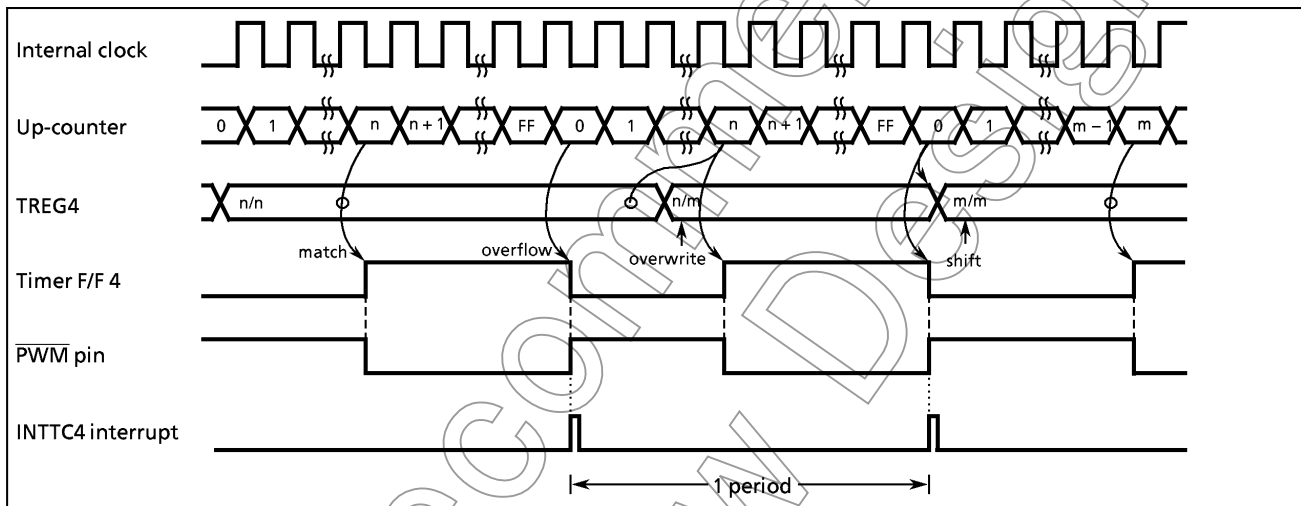 Internal clock
Up-counter
0 1 n n + 1 FF 0 1 n n + 1 FF 0 1 m − 1 m
TREG4
n/n n/m m/m
match overflow overwrite shift
Timer F/F 4
PWM pin
INTTC4 interrupt
1 period